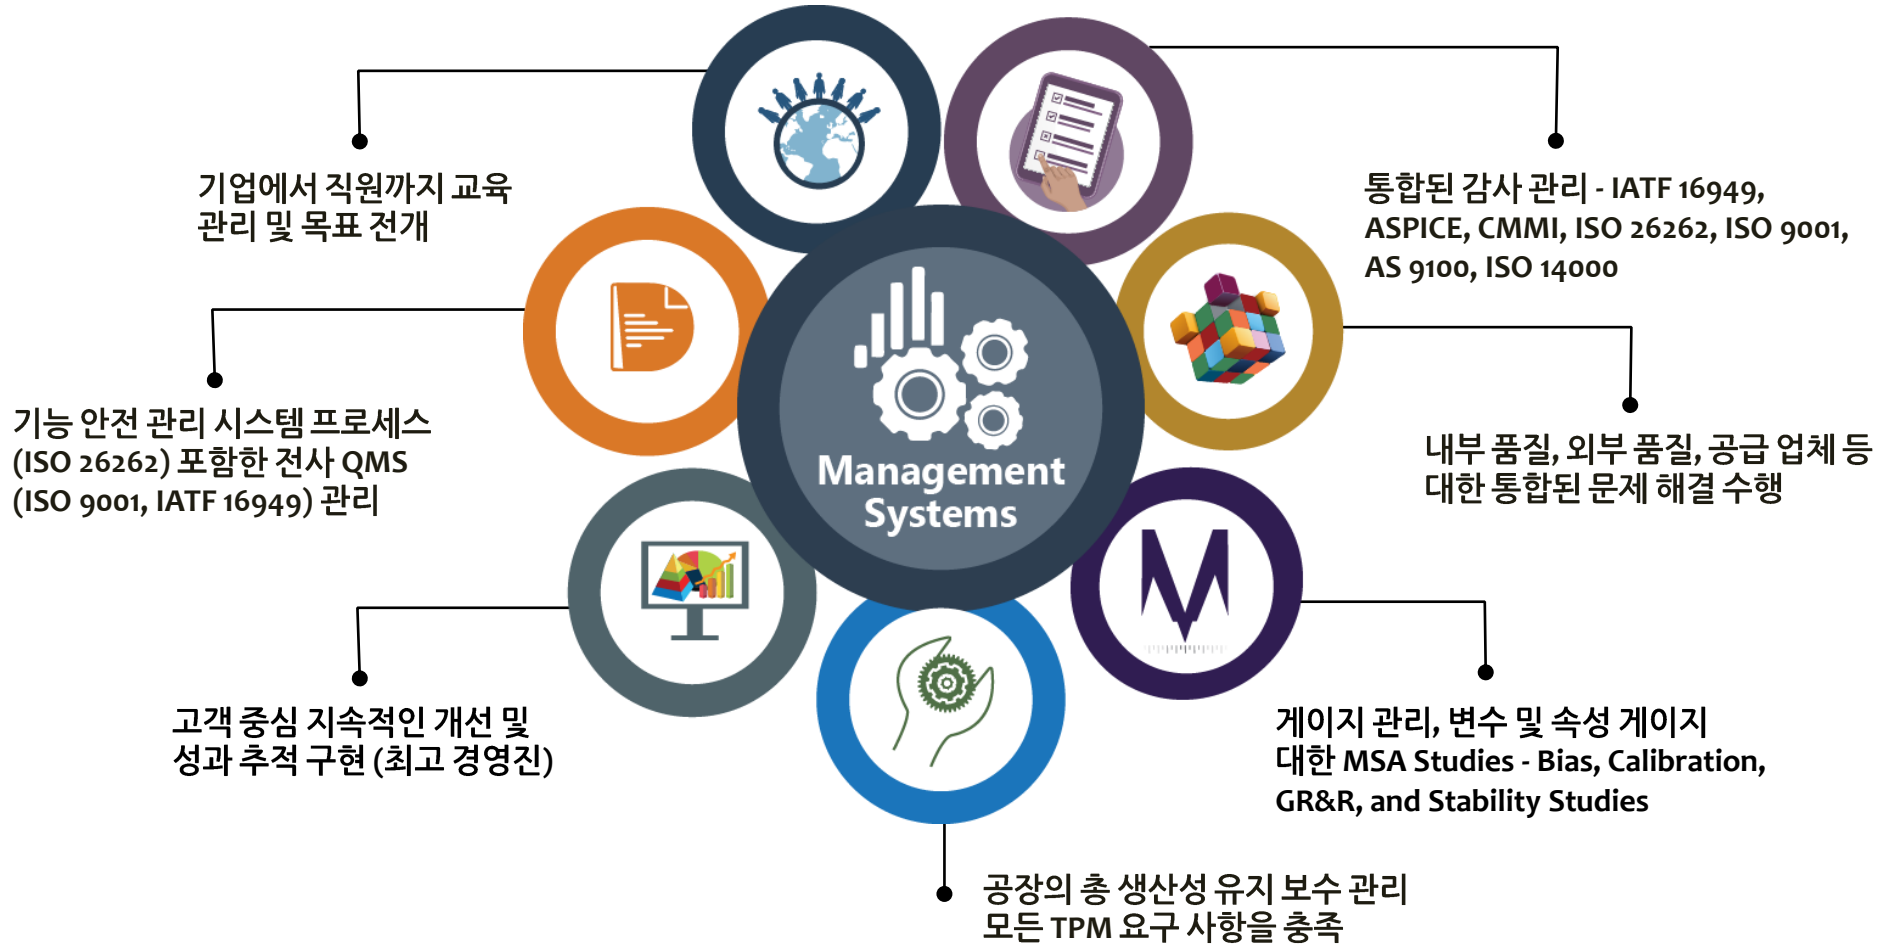 기업에서 직원까지 교육
관리 및 목표 전개
통합된 감사 관리 - IATF 16949,
ASPICE, CMMI, ISO 26262, ISO 9001,
AS 9100, ISO 14000
기능 안전 관리 시스템 프로세스
(ISO 26262) 포함한 전사 QMS
(ISO 9001, IATF 16949) 관리
Management
Systems
내부 품질, 외부 품질, 공급 업체 등
대한 통합된 문제 해결 수행
고객 중심 지속적인 개선 및
성과 추적 구현 (최고 경영진)
게이지 관리, 변수 및 속성 게이지
대한 MSA Studies - Bias, Calibration,
GR&R, and Stability Studies
공장의 총 생산성 유지 보수 관리
모든 TPM 요구 사항을 충족